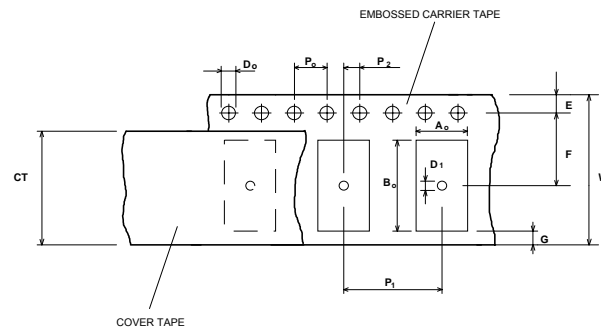 EMBOSSED CARRIER TAPE
Do
Po
P2
E
Ao
F
D1
CT
Bo
W
G
P1
COVER TAPE